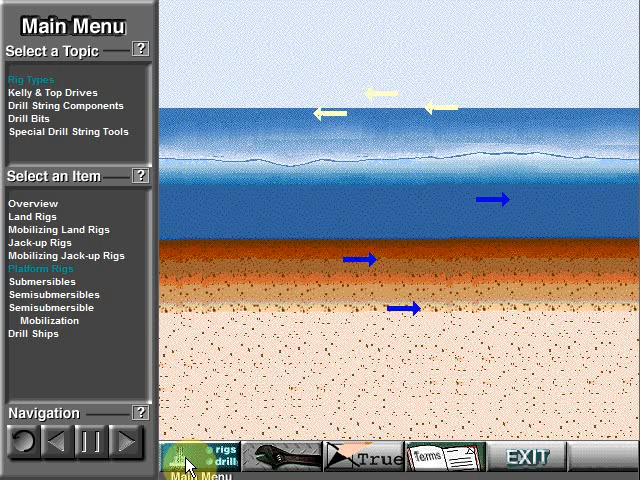 Main Menu
Select a Topic
?
Rig Types
Kelly & Top Drives
Drill String Components
Drill Bits
Special Drill String Tools
Select an Item
?
Overview
Land Rigs
Mobilizing Land Rigs
Jack-up Rigs
Mobilizing Jack-up Rigs
Platform Rigs
Submersibles
Semisubmersibles
Semisubmersible
Mobilization
Drill Ships
Navigation
?
rigs
drill
True
Terms
EXIT
Main Menu